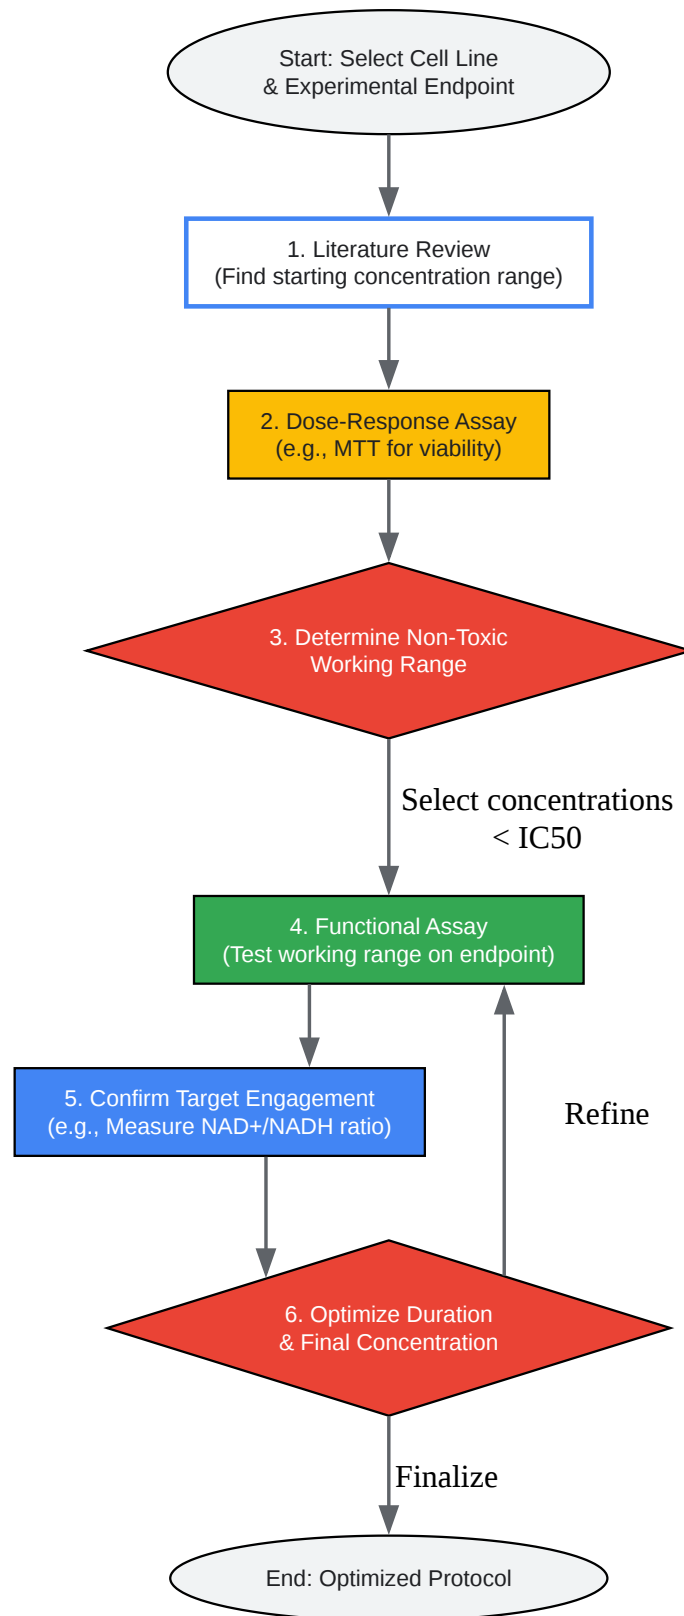 Start: Select Cell Line
& Experimental Endpoint
1. Literature Review
(Find starting concentration range)
2. Dose-Response Assay
(e.g., MTT for viability)
3. Determine Non-Toxic
Working Range
Select concentrations
< IC50
4. Functional Assay
(Test working range on endpoint)
5. Confirm Target Engagement
(e.g., Measure NAD+/NADH ratio)
Refine
6. Optimize Duration
& Final Concentration
Finalize
End: Optimized Protocol